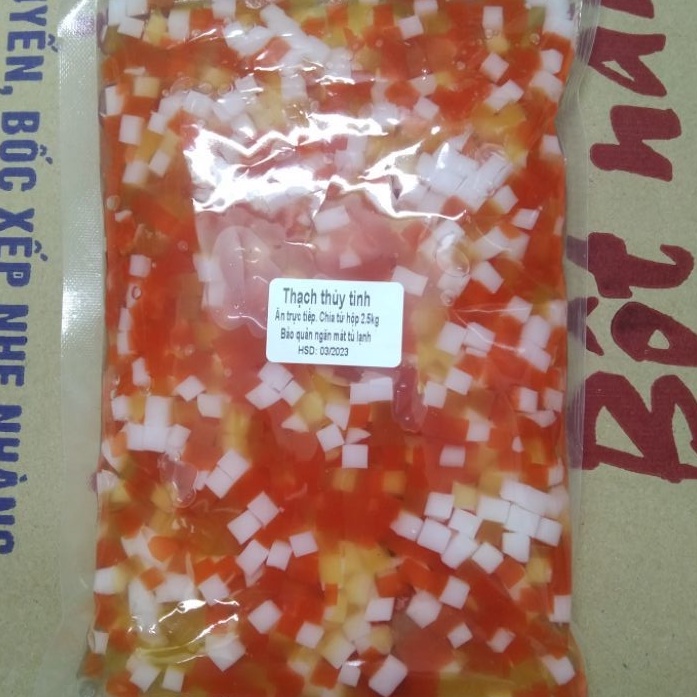 Thạch thủy tinh
Ăn trực tiếp. Chia từ hộp 2.5kg
Bảo quản ngăn mát tủ lạnh
HSD: 03/2023
BỐC XẾP NHẸ NHÀNG
Bột